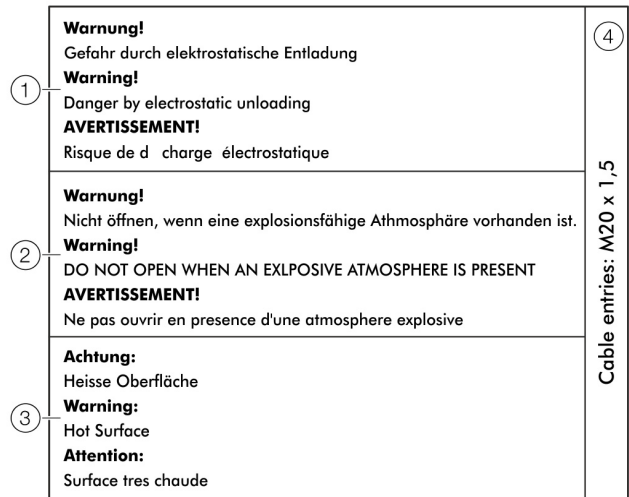 1
Warnung!
Gefahr durch elektrostatische Entladung
Warning!
Danger by electrostatic unloading
AVERTISSEMENT!
Risque de d charge électrostatique
2
Warnung!
Nicht öffnen, wenn eine explosionsfähige Athmosphäre vorhanden ist.
Warning!
DO NOT OPEN WHEN AN EXLPOSIVE ATMOSPHERE IS PRESENT
AVERTISSEMENT!
Ne pas ouvrir en presence d'une atmosphere explosive
3
Achtung:
Heisse Oberfläche
Warning:
Hot Surface
Attention:
Surface tres chaude
4
Cable entries: M20 x 1,5